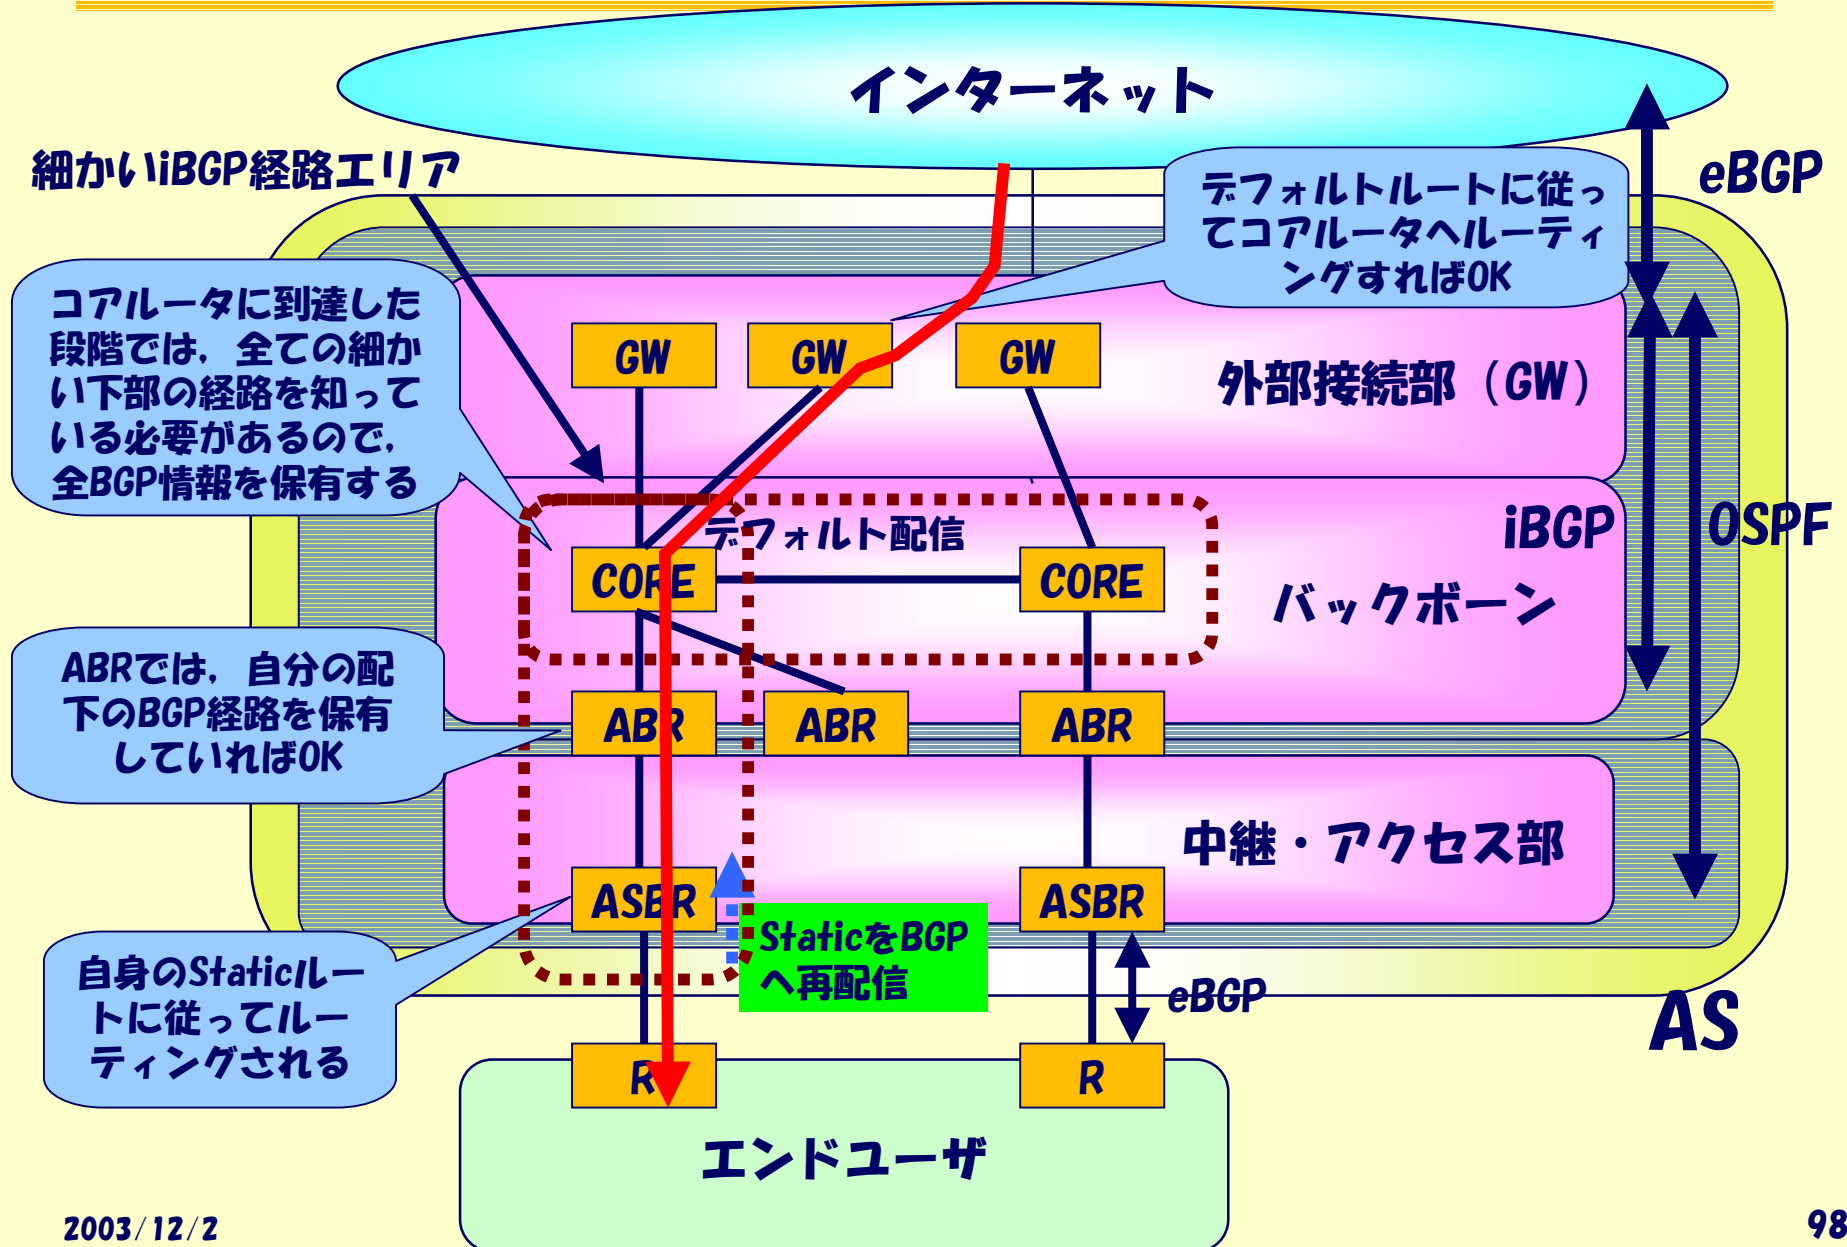 インターネット
細かいiBGP経路エリア
eBGP
デフォルトルートに従っ
てコアルータへルーティ
ングすればOK
コアルータに到達した
段階では，全ての細か
い下部の経路を知って
いる必要があるので，
全BGP情報を保有する
GW
GW
GW
外部接続部（GW）
デフォルト配信
iBGP
OSPF
CORE
CORE
バックボーン
ABRでは，自分の配
下のBGP経路を保有
していればOK
ABR
ABR
ABR
中継・アクセス部
ASBR
ASBR
StaticをBGP
へ再配信
自身のStaticルー
トに従ってルー
ティングされる
eBGP
AS
R
R
エンドユーザ
2003/12/2
98